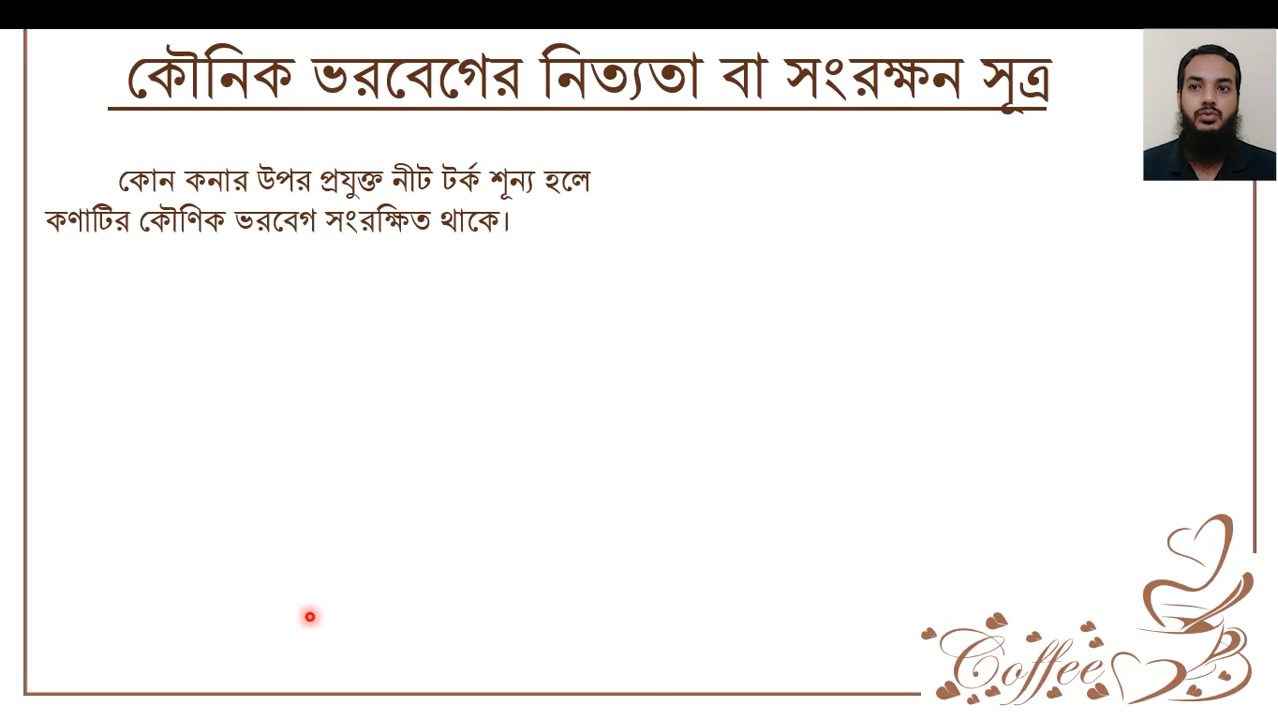 কৌনিক ভরবেগের নিত্যতা বা সংরক্ষন সূত্র
কোন কনার উপর প্রযুক্ত নীট টর্ক শূন্য হলে
কণাটির কৌণিক ভরবেগ সংরক্ষিত থাকে।
Coffee